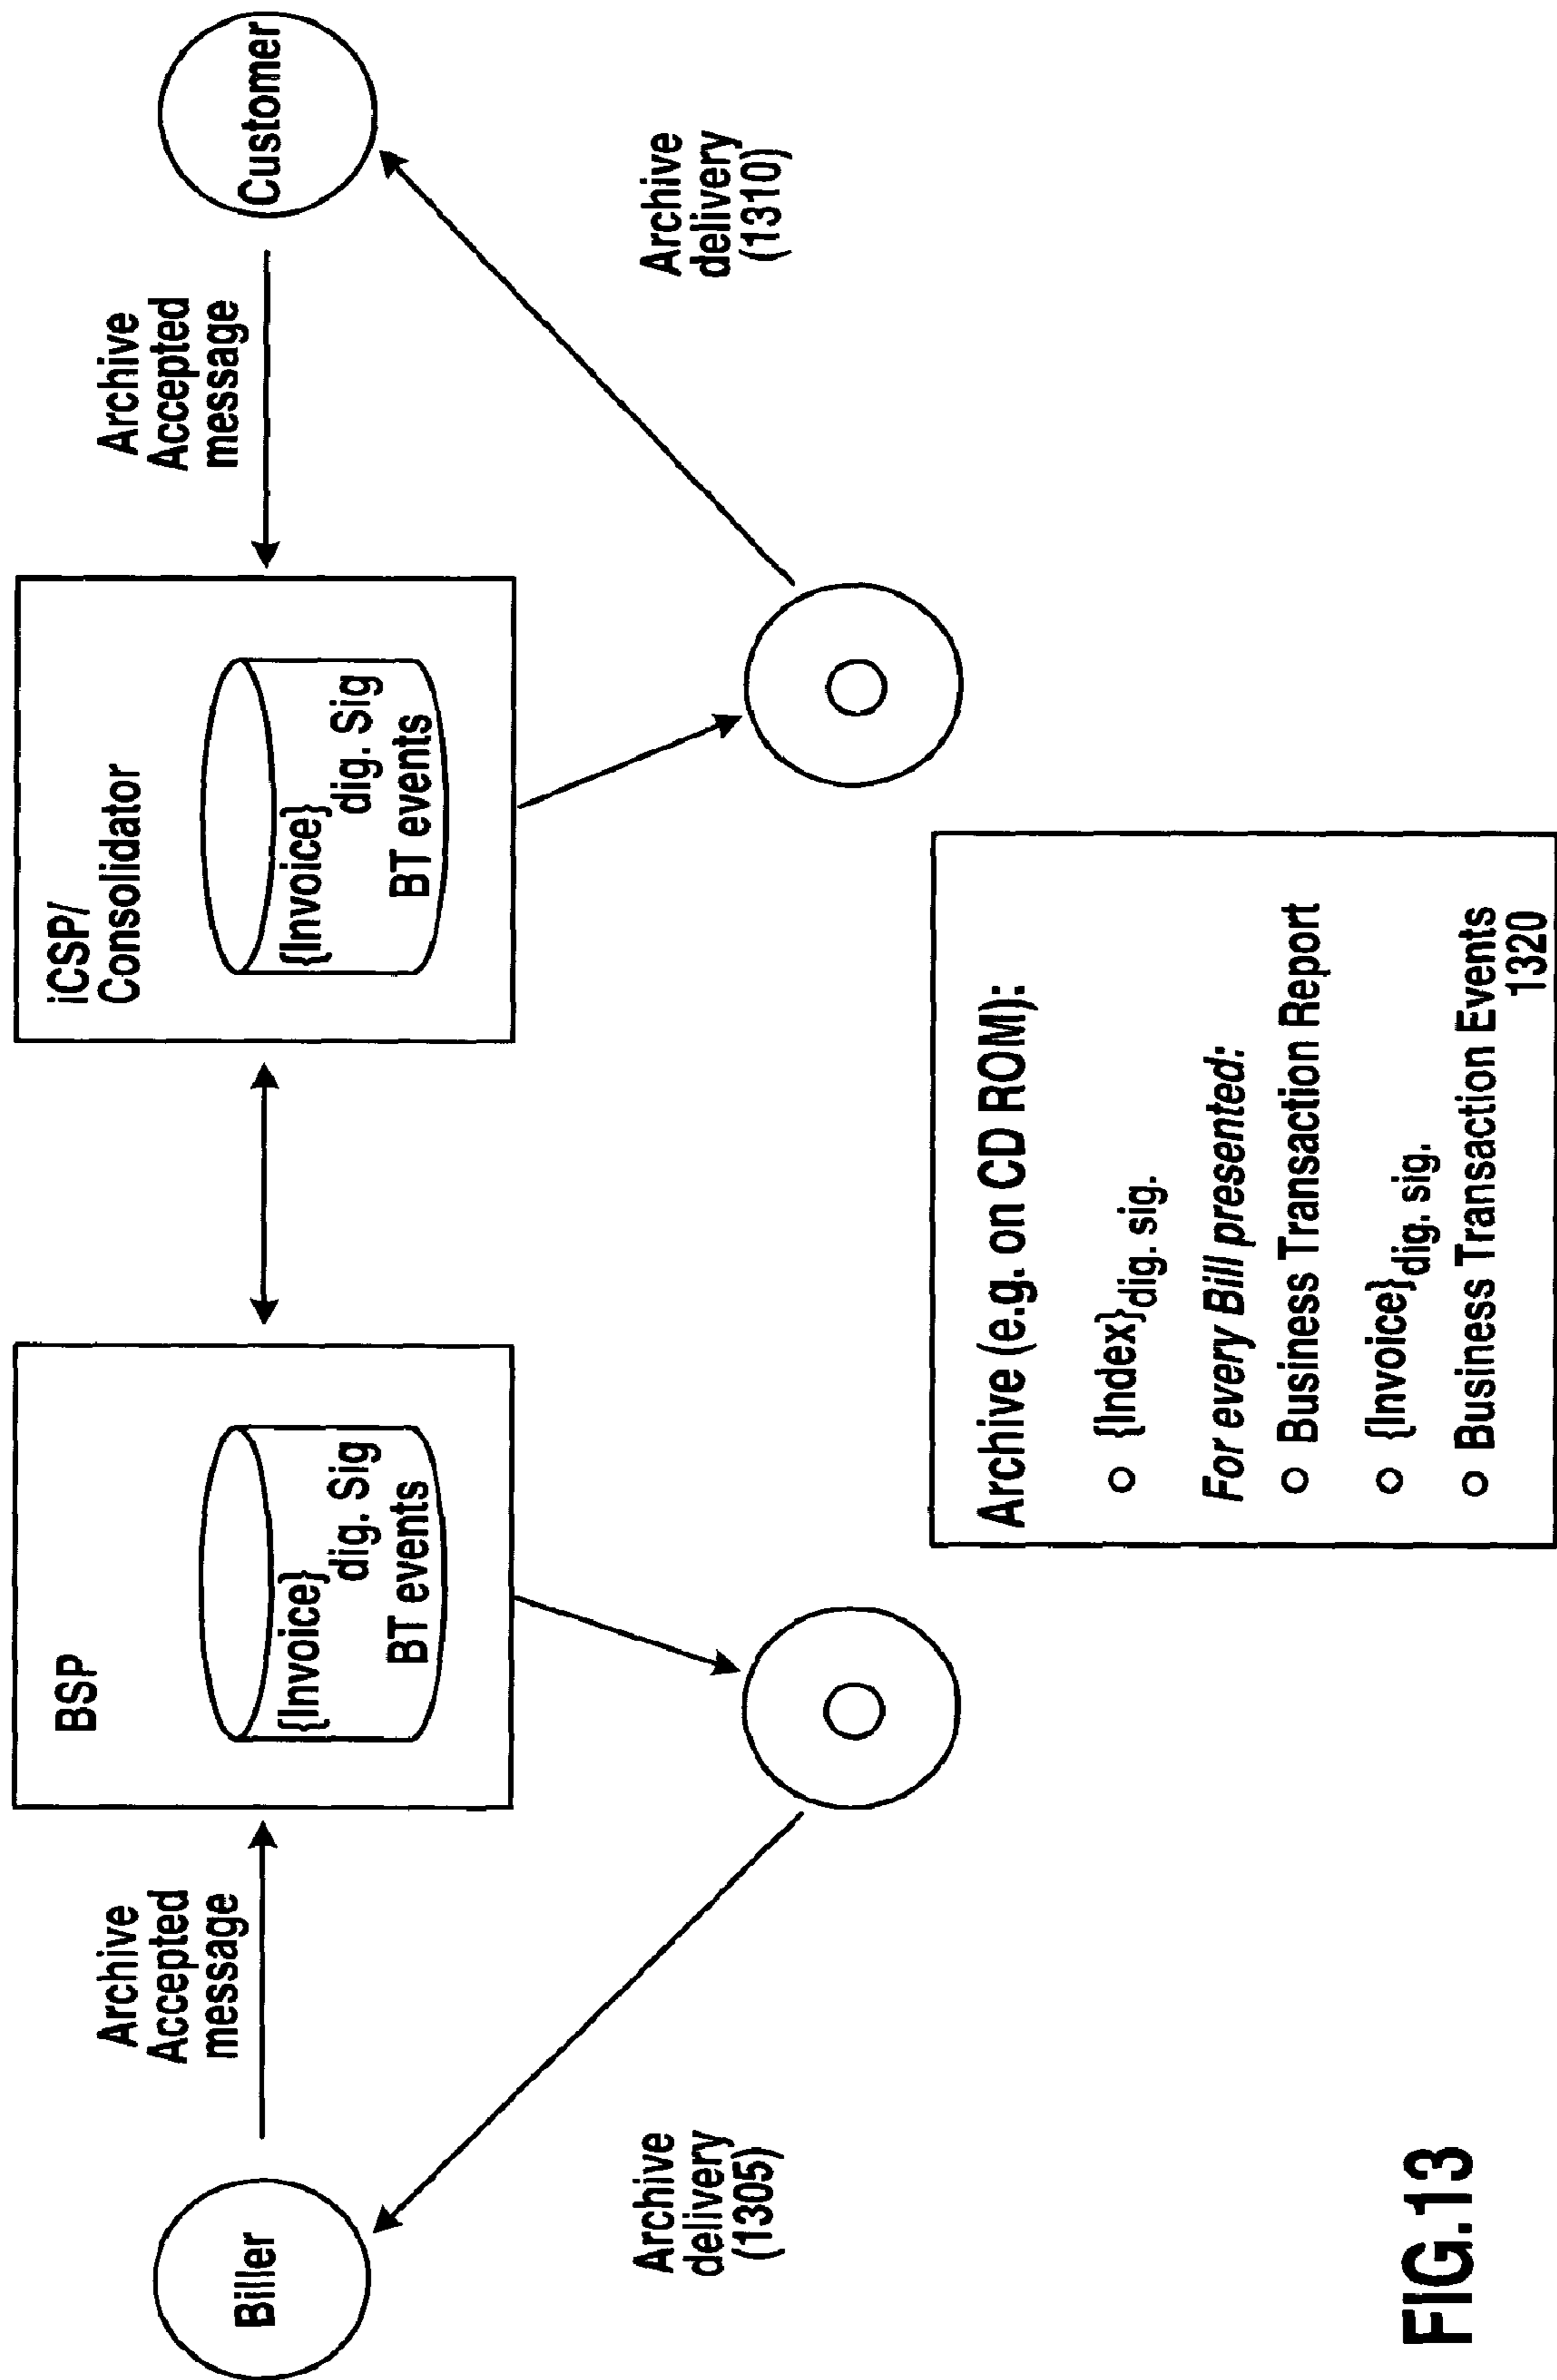 Biller
Archive
Accepted
message
BSP
{Invoice}
dig. Sig
BT events
iCSP/
Consolidator
{Invoice}
dig. Sig
BT events
Archive
Accepted
message
Customer
Archive
delivery
(1305)
Archive
delivery
(1310)
Archive (e.g. on CD ROM):
{Index}dig. sig.
For every Bill presented:
Business Transaction Report
{Invoice}dig. sig.
Business Transaction Events
1320
FIG.13